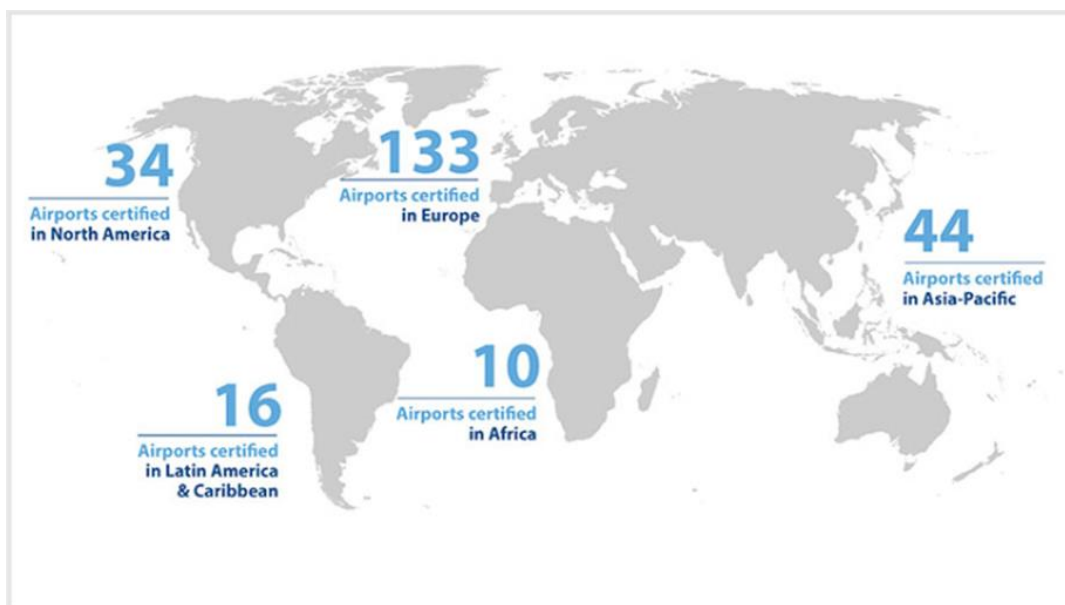 34
Airports certified
in North America
133
Airports certified
in Europe
44
Airports certified
in Asia-Pacific
16
Airports certified
in Latin America
& Caribbean
10
Airports certified
in Africa